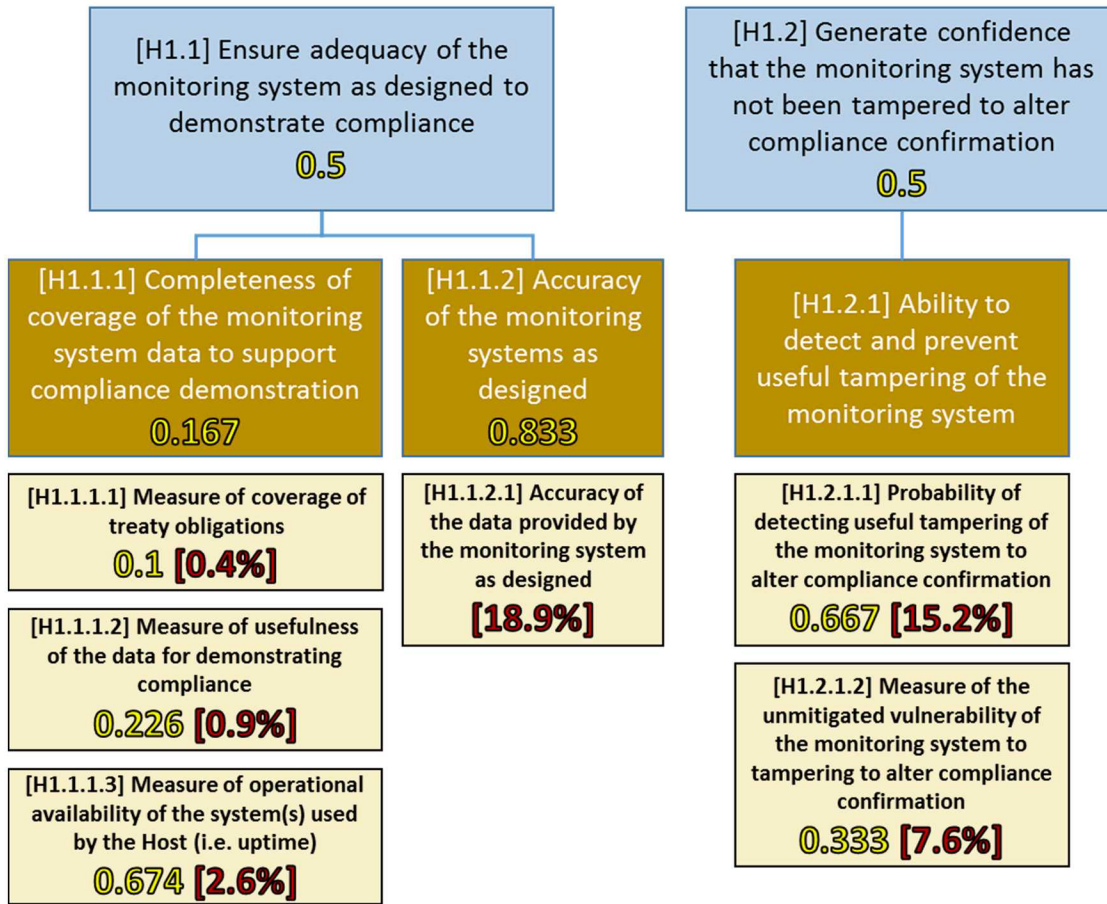 [H1.1] Ensure adequacy of the
monitoring system as designed to
demonstrate compliance
0.5
[H1.2] Generate confidence
that the monitoring system has
not been tampered to alter
compliance confirmation
0.5
[H1.1.1] Completeness of
coverage of the monitoring
system data to support
compliance demonstration
0.167
[H1.1.2] Accuracy
of the monitoring
systems as
designed
0.833
[H1.2.1] Ability to
detect and prevent
useful tampering of the
monitoring system
[H1.1.1.1] Measure of coverage of
treaty obligations
0.1 [0.4%]
[H1.1.1.2] Measure of usefulness
of the data for demonstrating
compliance
0.226 [0.9%]
[H1.1.1.3] Measure of operational
availability of the system(s) used
by the Host (i.e. uptime)
0.674 [2.6%]
[H1.1.2.1] Accuracy of
the data provided by
the monitoring system
as designed
[18.9%]
[H1.2.1.1] Probability of
detecting useful tampering of
the monitoring system to
alter compliance confirmation
0.667 [15.2%]
[H1.2.1.2] Measure of the
unmitigated vulnerability of
the monitoring system to
tampering to alter compliance
confirmation
0.333 [7.6%]